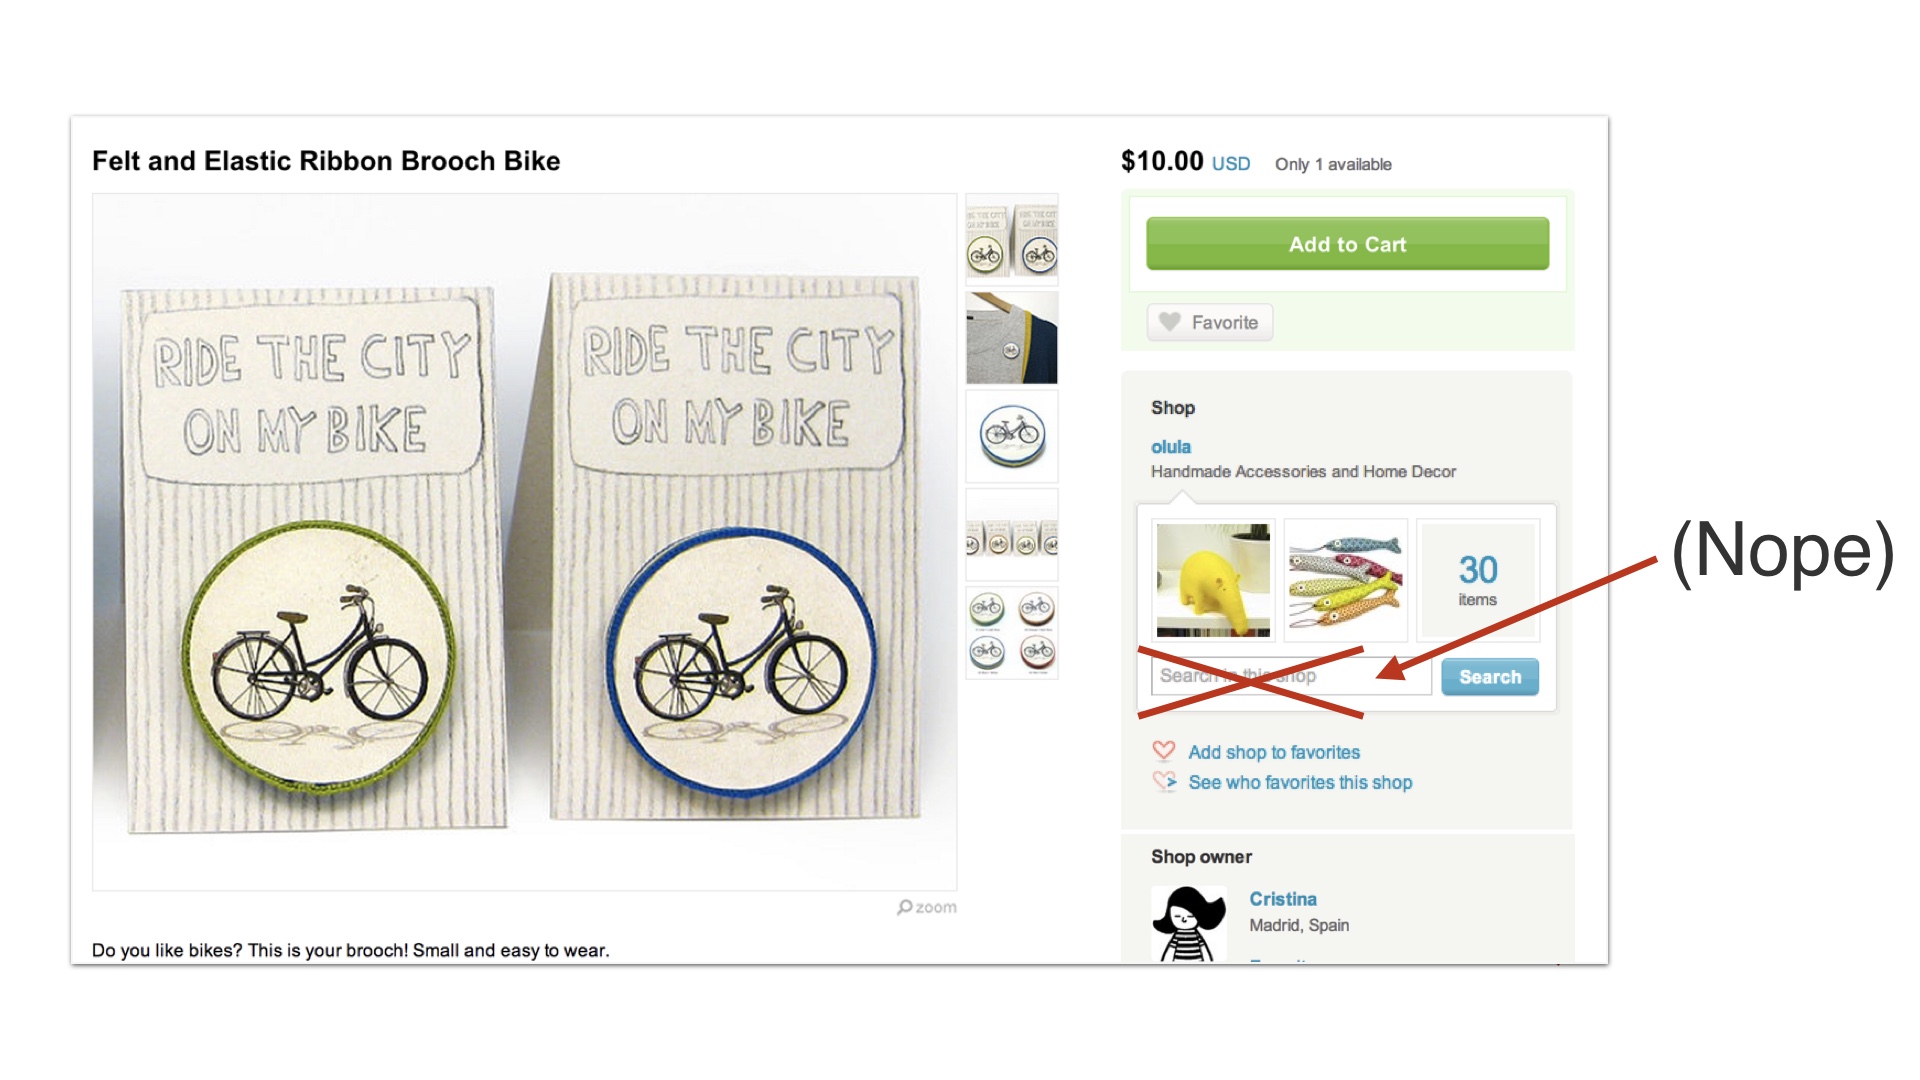 Felt and Elastic Ribbon Brooch Bike
$10.00 USD Only 1 available
Add to Cart
Favorite
RIDE THE CITY
ON MY BIKE
RIDE THE CITY
ON MY BIKE
Shop
olula
Handmade Accessories and Home Decor
30
items
Search in this shop
Search
(Nope)
Add shop to favorites
See who favorites this shop
Shop owner
Cristina
Madrid, Spain
zoom
Do you like bikes? This is your brooch! Small and easy to wear.